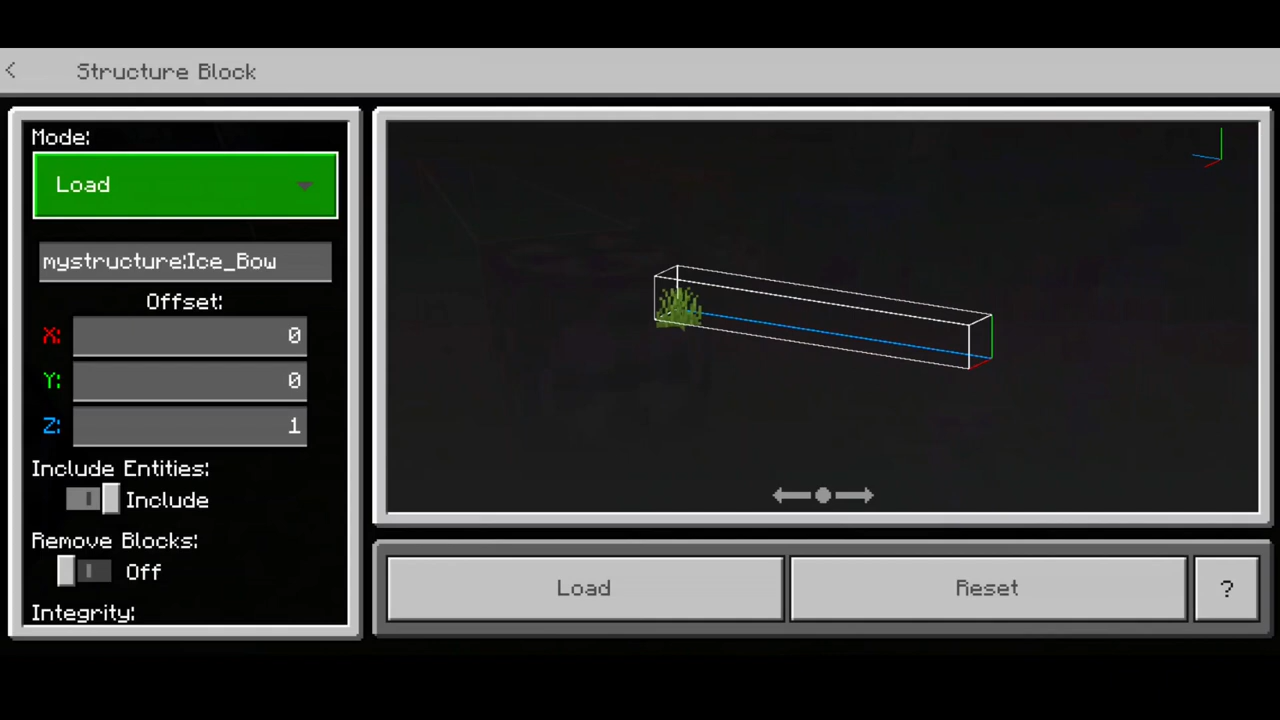 Structure Block
Mode:
Load
mystructure:Ice_Bow
Offset:
X: 0
Y: 0
Z: 1
Include Entities:
Include
Remove Blocks:
Off
Integrity:
Load
Reset
?